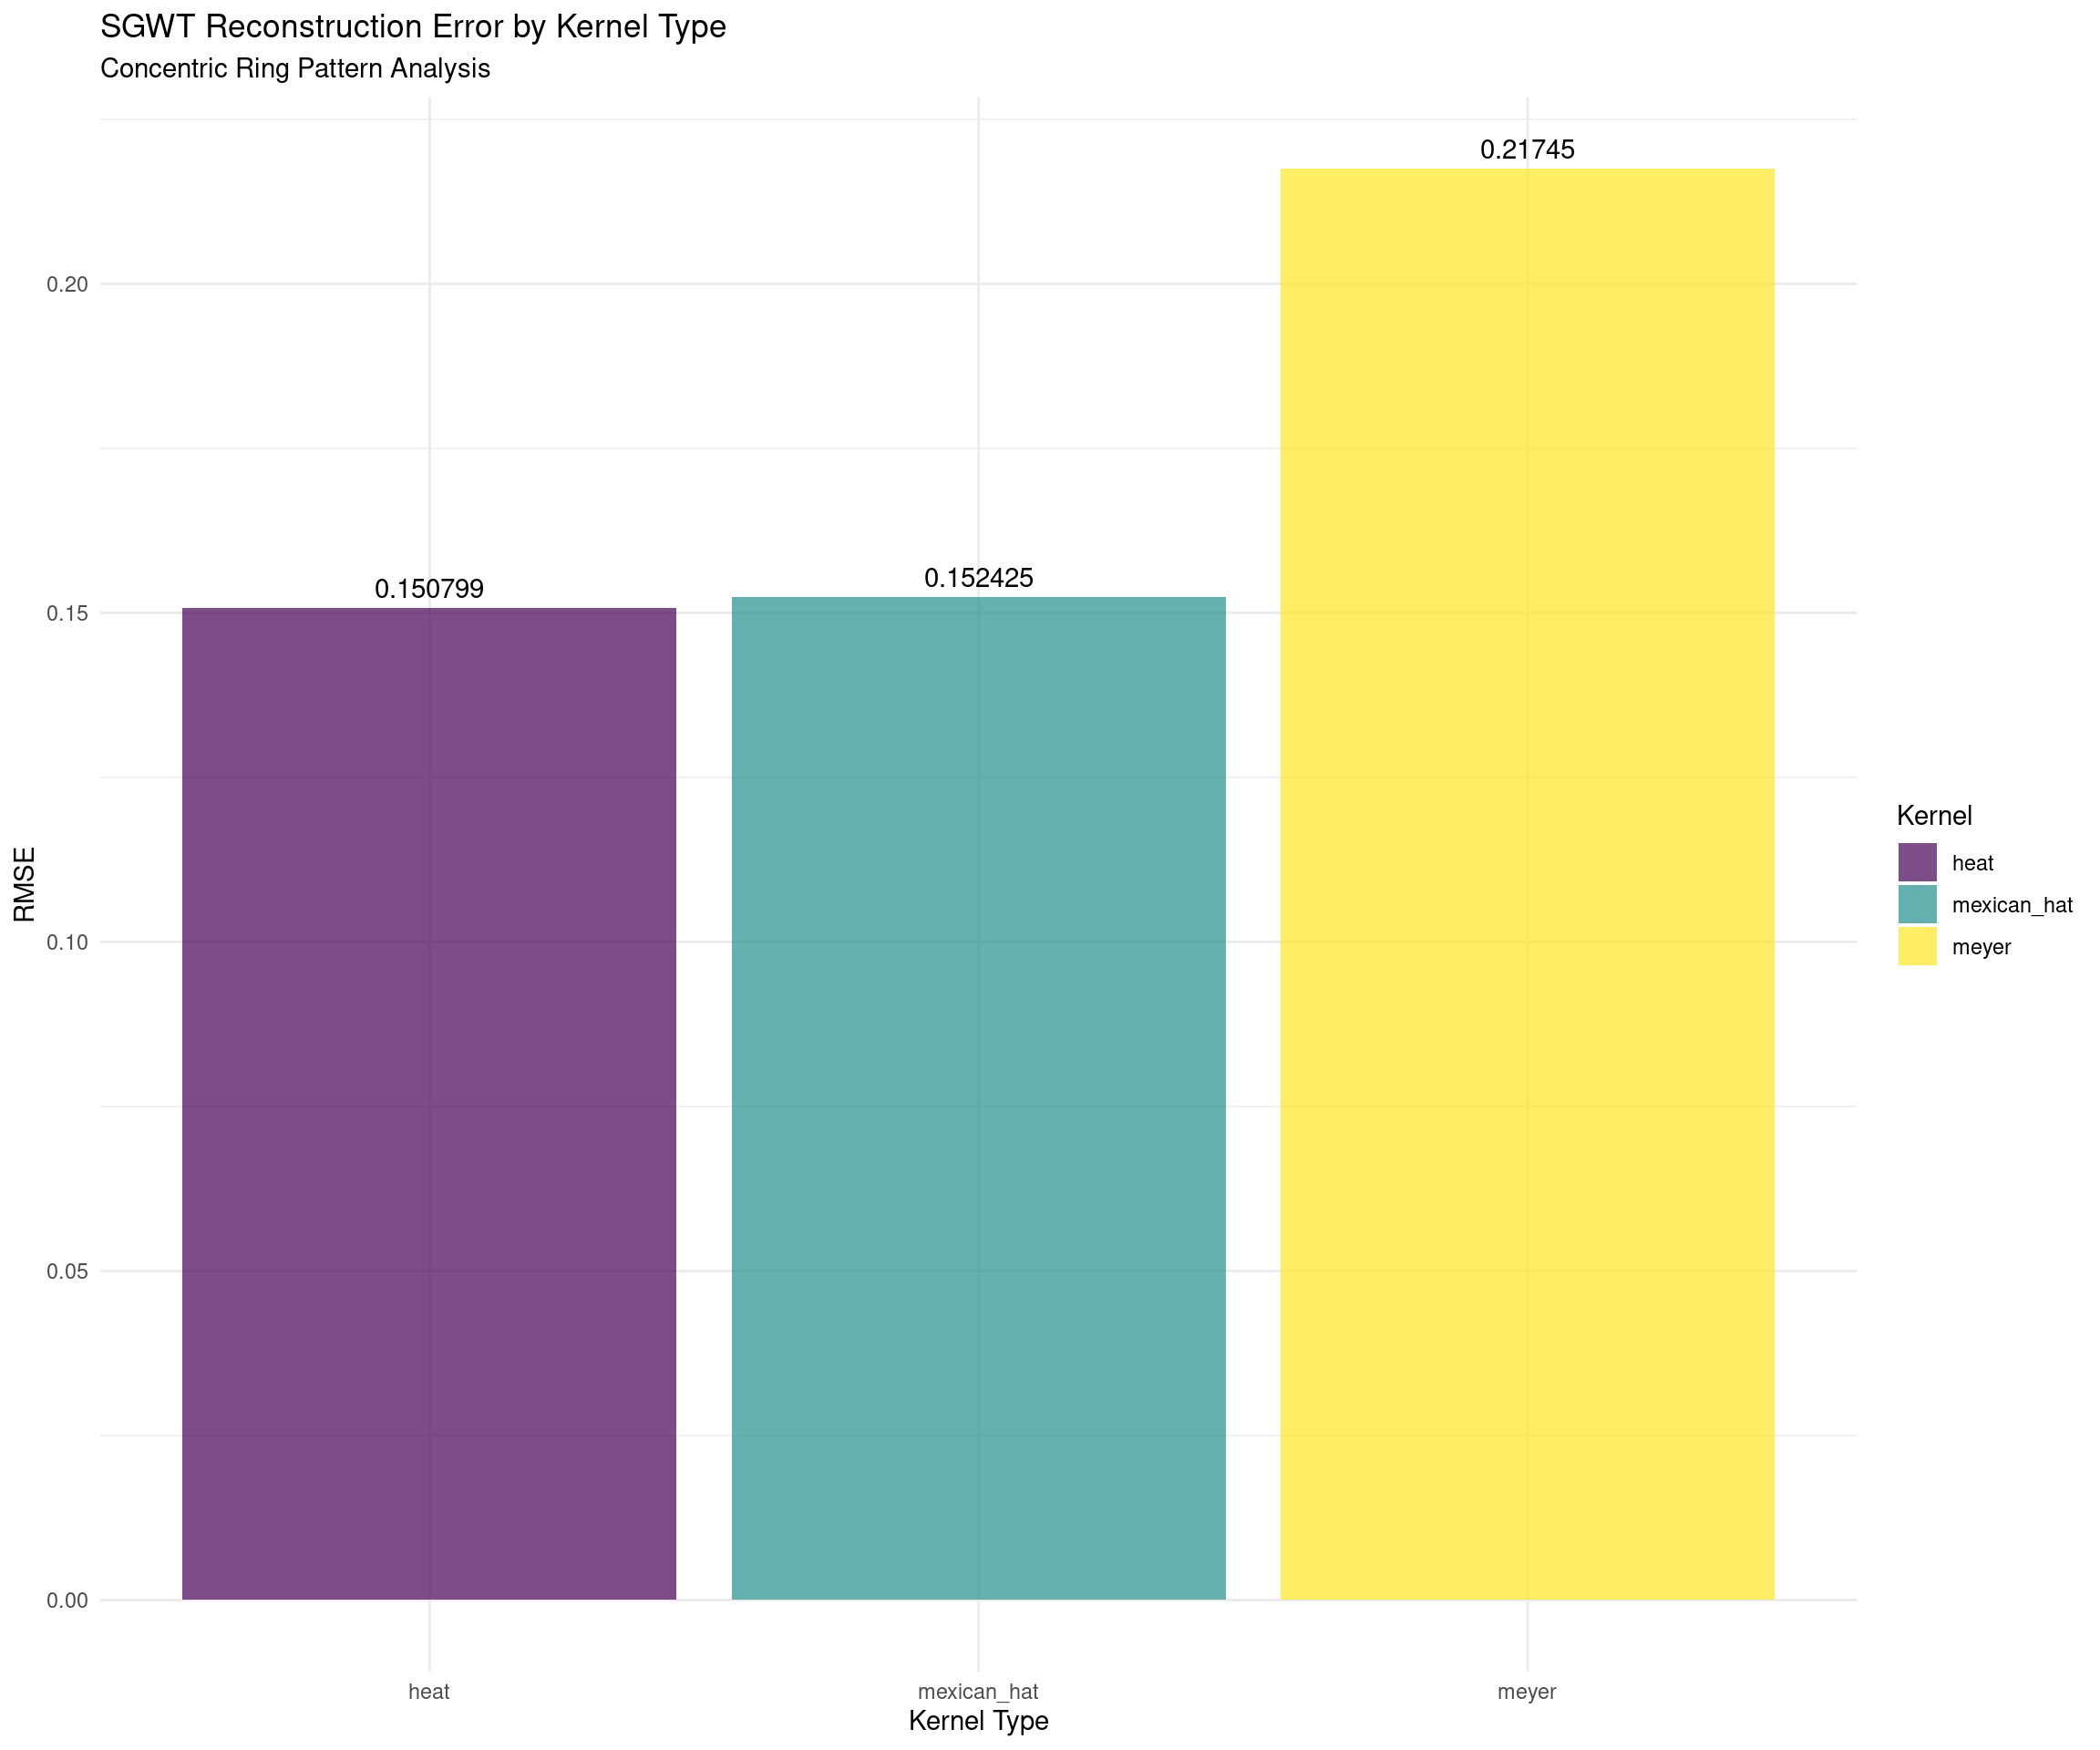 SGWT Reconstruction Error by Kernel Type
Concentric Ring Pattern Analysis
0.21745
0.20
0.152425
0.150799
0.15
Kernel
heat
mexican_hat
meyer
RMSE
0.10
0.05
0.00
heat mexican_hat meyer
Kernel Type